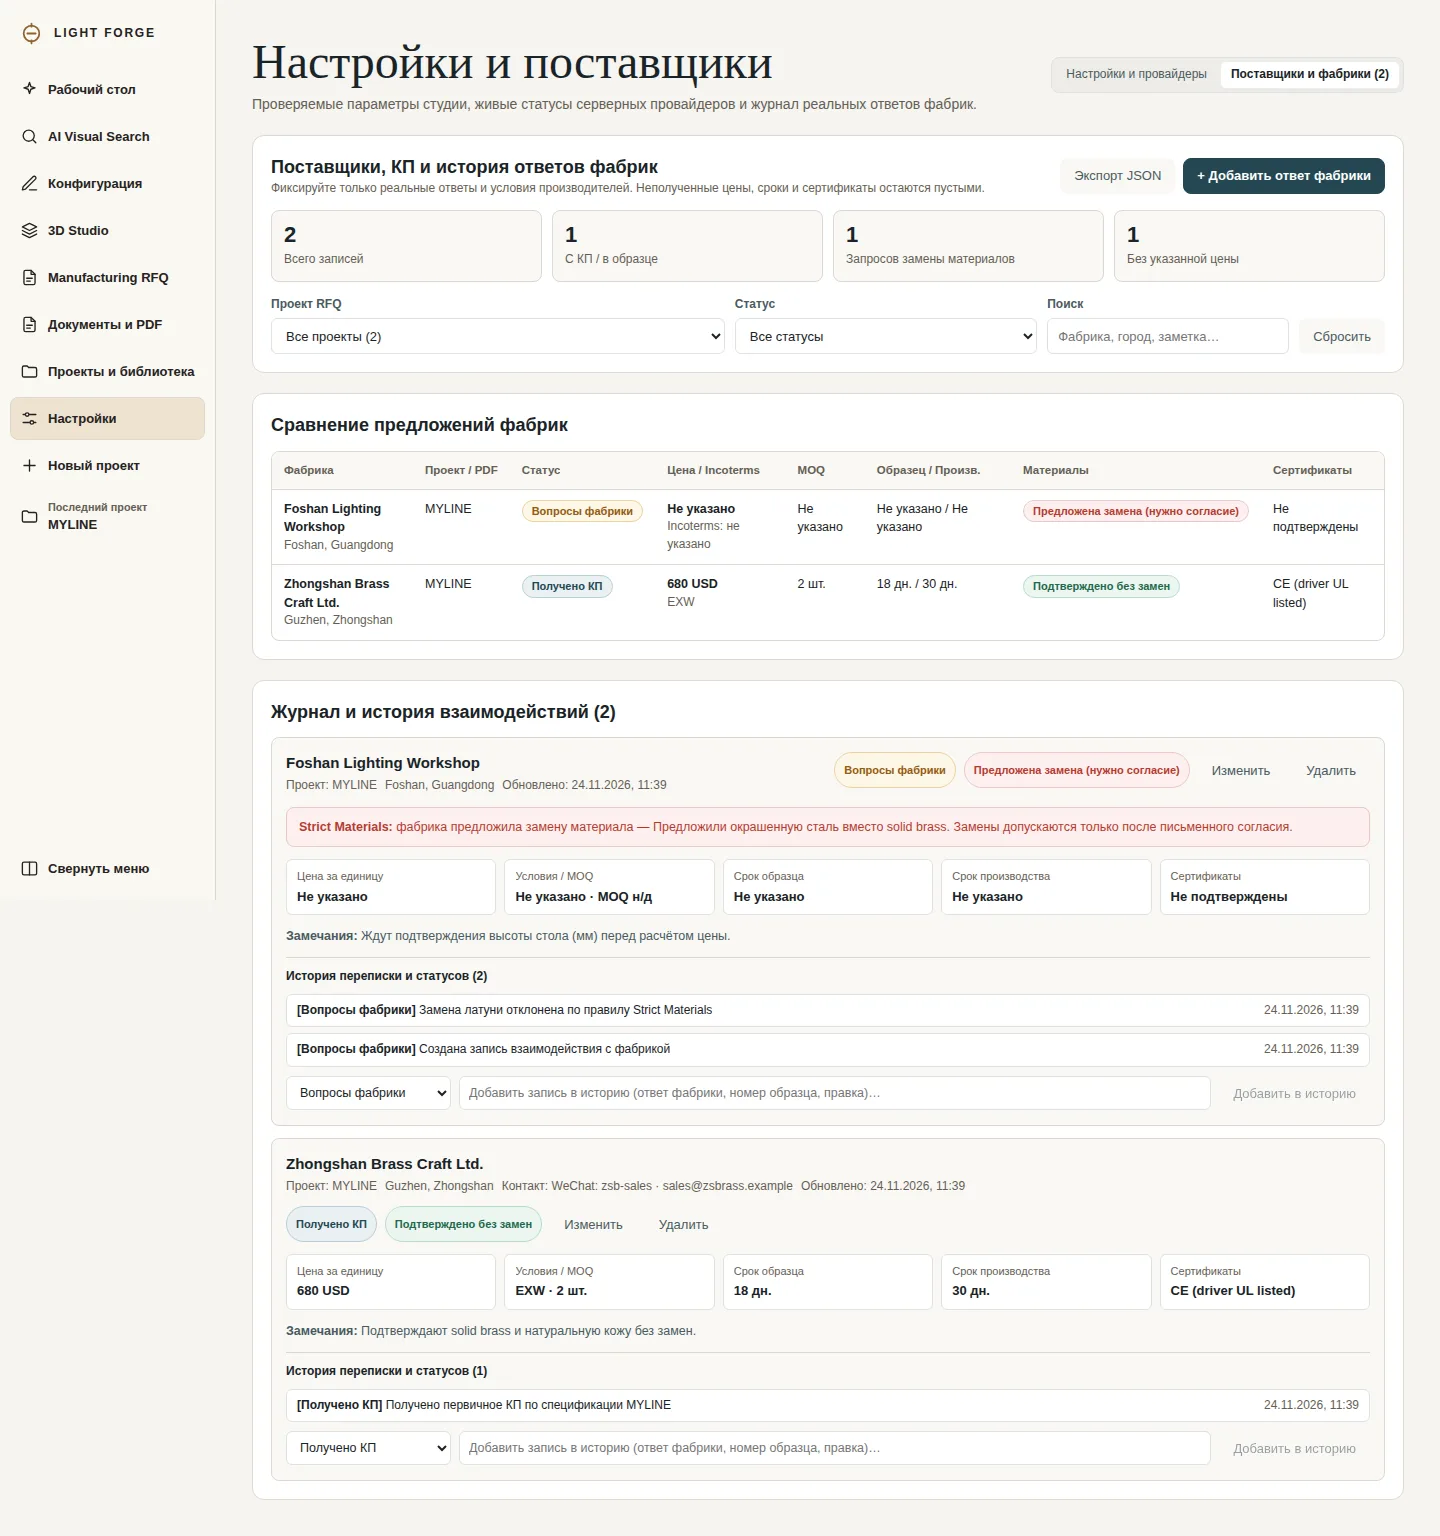 LIGHT FORGE
Рабочий стол
AI Visual Search
Конфигурация
3D Studio
Manufacturing RFQ
Документы и PDF
Проекты и библиотека
Настройки
Новый проект
Последний проект
MYLINE
Свернуть меню
Настройки и поставщики
Проверяемые параметры студии, живые статусы серверных провайдеров и журнал реальных ответов фабрик.
Настройки и провайдеры
Поставщики и фабрики (2)
Поставщики, КП и история ответов фабрик
Фиксируйте только реальные ответы и условия производителей. Неполученные цены, сроки и сертификаты остаются пустыми.
Экспорт JSON
+ Добавить ответ фабрики
2
Всего записей
1
С КП / в образце
1
Запросов замены материалов
1
Без указанной цены
Проект RFQ
Статус
Поиск
Все проекты (2)
Все статусы
Фабрика, город, заметка…
Сбросить
Сравнение предложений фабрик
Фабрика Проект / PDF Статус Цена / Incoterms MOQ Образец / Произв. Материалы Сертификаты
Foshan Lighting
Workshop
Foshan, Guangdong
MYLINE
Вопросы фабрики
Не указано
Incoterms: не
указано
Не
указано
Не указано / Не
указано
Предложена замена (нужно согласие)
Не
подтверждены
Zhongshan Brass
Craft Ltd.
Guzhen, Zhongshan
MYLINE
Получено КП
680 USD
EXW
2 шт.
18 дн. / 30 дн.
Подтверждено без замен
CE (driver UL
listed)
Журнал и история взаимодействий (2)
Foshan Lighting Workshop
Проект: MYLINE Foshan, Guangdong Обновлено: 24.11.2026, 11:39
Вопросы фабрики
Предложена замена (нужно согласие)
Изменить
Удалить
Strict Materials: фабрика предложила замену материала — Предложили окрашенную сталь вместо solid brass. Замены допускаются только после письменного согласия.
Цена за единицу
Не указано
Условия / MOQ
Не указано · MOQ н/д
Срок образца
Не указано
Срок производства
Не указано
Сертификаты
Не подтверждены
Замечания: Ждут подтверждения высоты стола (мм) перед расчётом цены.
История переписки и статусов (2)
[Вопросы фабрики] Замена латуни отклонена по правилу Strict Materials 24.11.2026, 11:39
[Вопросы фабрики] Создана запись взаимодействия с фабрикой 24.11.2026, 11:39
Вопросы фабрики
Добавить запись в историю (ответ фабрики, номер образца, правка)…
Добавить в историю
Zhongshan Brass Craft Ltd.
Проект: MYLINE Guzhen, Zhongshan Контакт: WeChat: zsb-sales · sales@zsbrass.example Обновлено: 24.11.2026, 11:39
Получено КП
Подтверждено без замен
Изменить
Удалить
Цена за единицу
680 USD
Условия / MOQ
EXW · 2 шт.
Срок образца
18 дн.
Срок производства
30 дн.
Сертификаты
CE (driver UL listed)
Замечания: Подтверждают solid brass и натуральную кожу без замен.
История переписки и статусов (1)
[Получено КП] Получено первичное КП по спецификации MYLINE 24.11.2026, 11:39
Получено КП
Добавить запись в историю (ответ фабрики, номер образца, правка)…
Добавить в историю